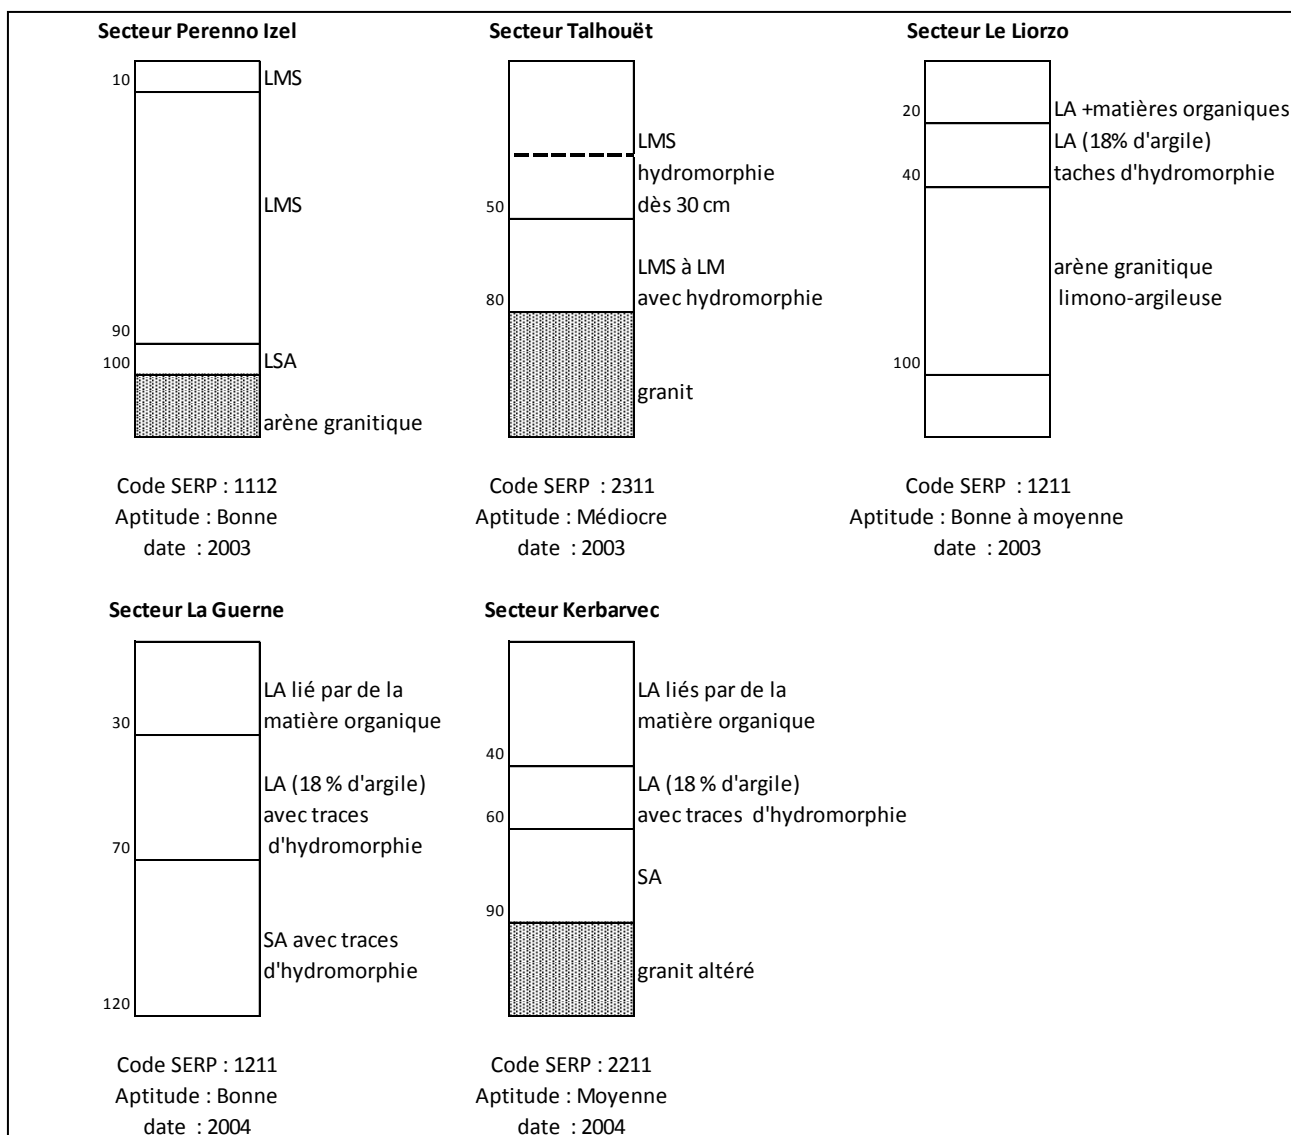 Secteur Perenno Izel
10
LMS
LMS
90
100
LSA
arène granitique
Code SERP : 1112
Aptitude : Bonne
date : 2003
Secteur Talhouët
LMS
hydromorphie
dès 30 cm
50
LMS à LM
avec hydromorphie
80
granit
Code SERP : 2311
Aptitude : Médiocre
date : 2003
Secteur Le Liorzo
20
LA +matières organiques
LA (18% d'argile)
taches d'hydromorphie
40
arène granitique
limono-argileuse
100
Code SERP : 1211
Aptitude : Bonne à moyenne
date : 2003
Secteur La Guerne
LA lié par de la
matière organique
30
LA (18 % d'argile)
avec traces
d'hydromorphie
70
SA avec traces
d'hydromorphie
120
Code SERP : 1211
Aptitude : Bonne
date : 2004
Secteur Kerbarvec
LA liés par de la
matière organique
40
LA (18 % d'argile)
avec traces d'hydromorphie
60
SA
90
granit altéré
Code SERP : 2211
Aptitude : Moyenne
date : 2004